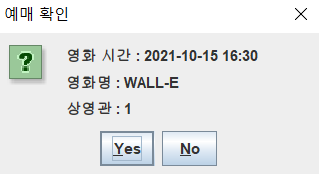 예매 확인
영화 시간 : 2021-10-15 16:30
영화명 : WALL-E
상영관 : 1
Yes No